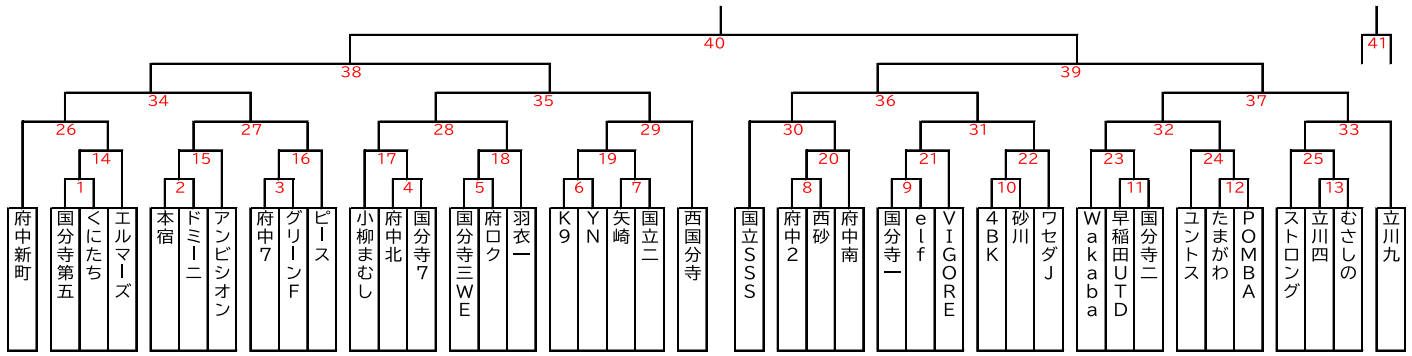 40
41
38
39
34
35
36
37
26
27
28
29
30
31
32
33
14
15
16
17
18
19
20
21
22
23
24
25
1
2
3
4
5
6
7
8
9
10
11
12
13
府中新町
国分寺第五
くにたち
エルマーズ
本宿
ドミーニ
アンビシオン
府中7
グリーンF
ピース
小柳まむし
府中北
国分寺7
国分寺三WE
府ロク
羽衣一
K9
YN
矢崎
国立二
西国分寺
国立SSS
府中2
西砂
府中南
国分寺一
elf
VIGORE
4BK
砂川
ワセダJ
Wakaba
早稲田UTD
国分寺二
ユントス
たまがわ
POMBA
ストロング
立川四
むさしの
立川九